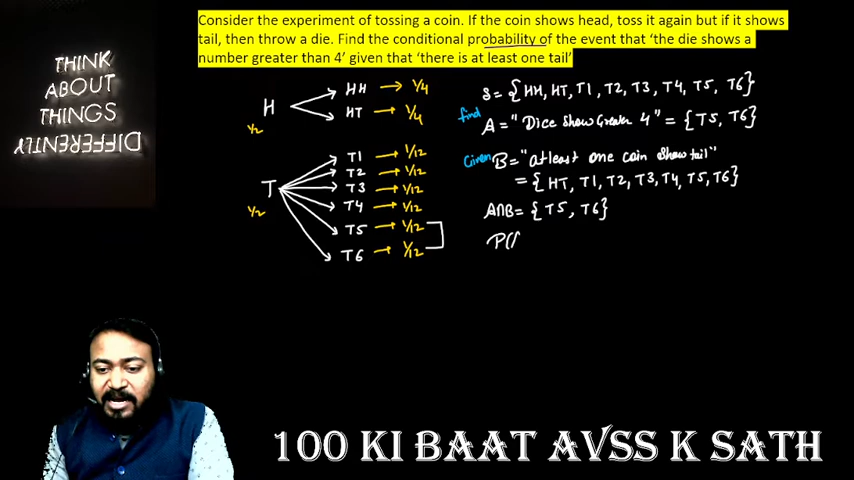 Consider the experiment of tossing a coin. If the coin shows head, toss it again but if it shows
tail, then throw a die. Find the conditional probability of the event that 'the die shows a
number greater than 4' given that 'there is at least one tail'
THINK
ABOUT
THINGS
DIFFERENTLY
H
1/2
HH → 1/4
HT → 1/4
T
1/2
T1 → 1/12
T2 → 1/12
T3 → 1/12
T4 → 1/12
T5 → 1/12
T6 → 1/12
S = {HH, HT, T1, T2, T3, T4, T5, T6}
find A = "Dice show Greater 4" = {T5, T6}
Given B = "atleast one coin show tail"
= {HT, T1, T2, T3, T4, T5, T6}
A∩B = {T5, T6}
P(
100 KI BAAT AVSS K SATH